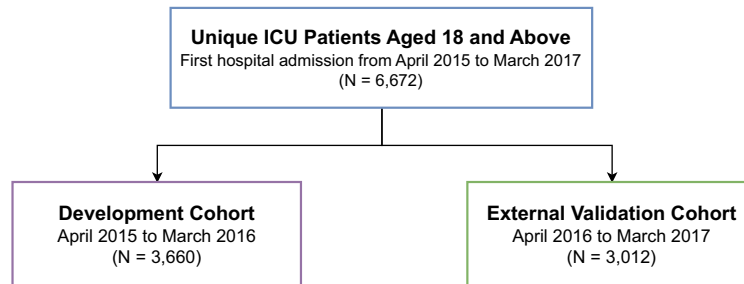 Unique ICU Patients Aged 18 and Above
First hospital admission from April 2015 to March 2017
(N = 6,672)
Development Cohort
April 2015 to March 2016
(N = 3,660)
External Validation Cohort
April 2016 to March 2017
(N = 3,012)